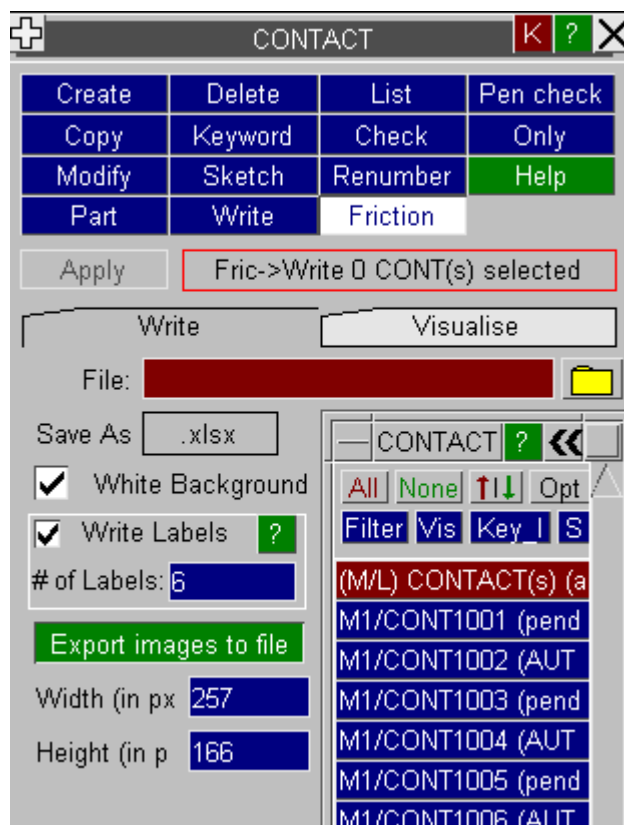 CONTACT K ? X
Create Delete List Pen check
Copy Keyword Check Only
Modify Sketch Renumber Help
Part Write Friction
Apply Fric->Write 0 CONT(s) selected
Write Visualise
File:
Save As .xlsx
White Background
Write Labels ?
# of Labels: 6
Export images to file
Width (in px 257
Height (in p 166
CONTACT ?
All None Opt
Filter Vis Key_I S
(M/L) CONTACT(s) (a
M1/CONT1001 (pend
M1/CONT1002 (AUT
M1/CONT1003 (pend
M1/CONT1004 (AUT
M1/CONT1005 (pend
M1/CONT1006 (AUT